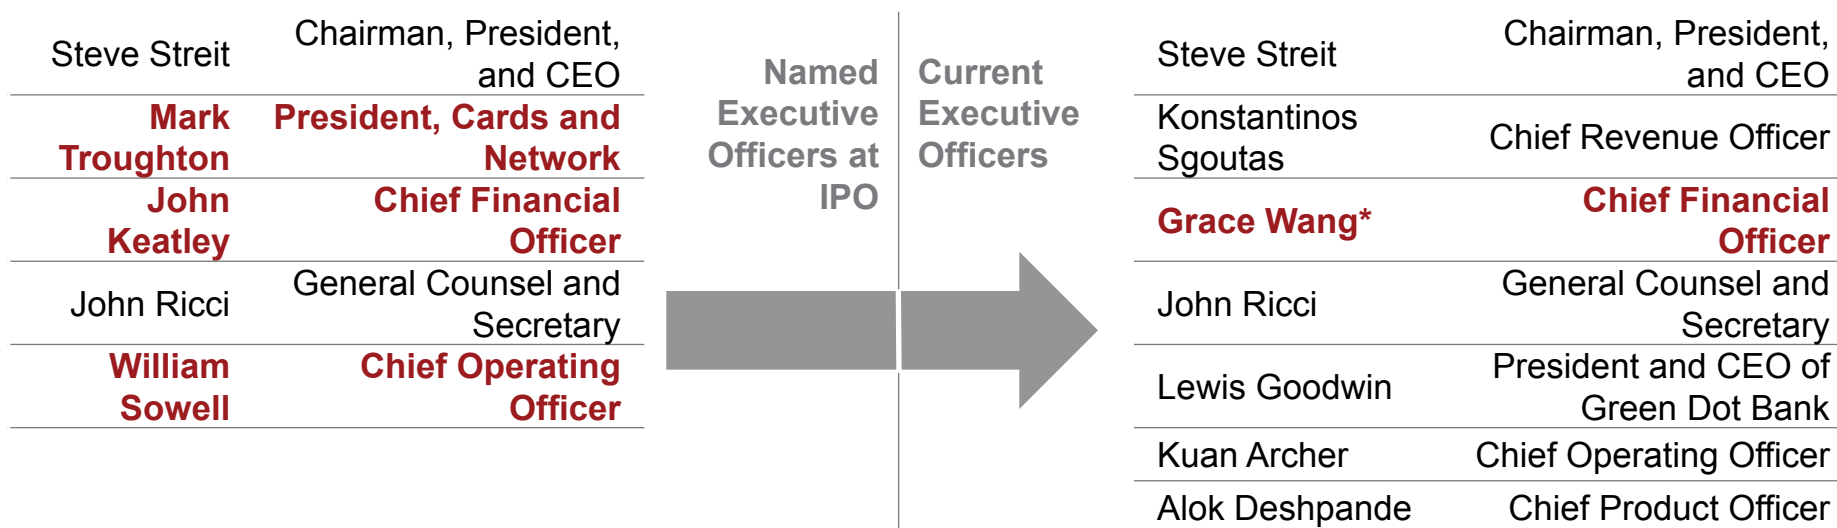 Steve Streit
Chairman, President,
and CEO
Mark
Troughton
President, Cards and
Network
John
Keatley
Chief Financial
Officer
John Ricci
General Counsel and
Secretary
William
Sowell
Chief Operating
Officer
Named
Executive
Officers at
IPO
Current
Executive
Officers
Steve Streit
Chairman, President,
and CEO
Konstantinos
Sgoutas
Chief Revenue Officer
Grace Wang*
Chief Financial
Officer
John Ricci
General Counsel and
Secretary
Lewis Goodwin
President and CEO of
Green Dot Bank
Kuan Archer
Chief Operating Officer
Alok Deshpande
Chief Product Officer